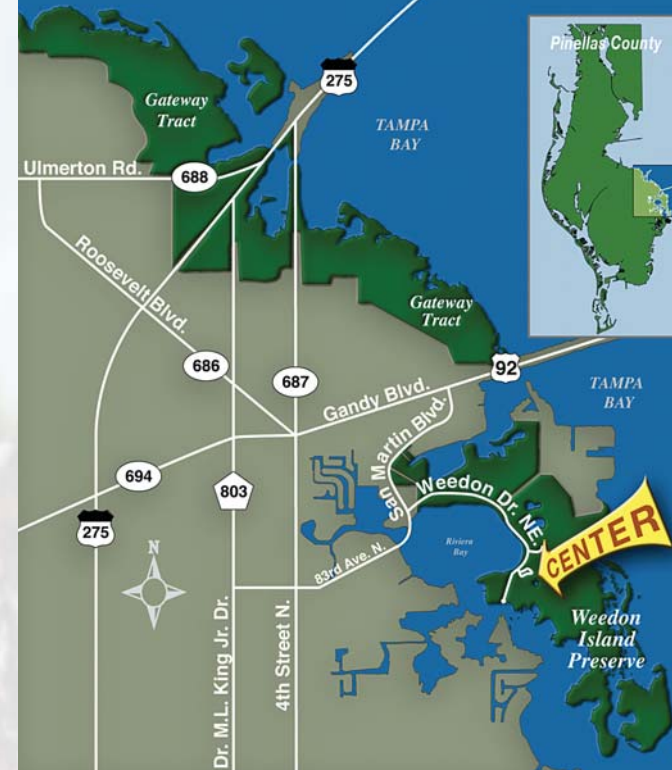 Pinellas County
275
Gateway
Tract
TAMPA
BAY
Ulmerton Rd.
688
Roosevelt Blvd.
Gateway
Tract
686
687
92
Gandy Blvd.
TAMPA
BAY
San Martin Blvd.
694
803
Weedon Dr. NE.
275
Riviera
Bay
CENTER
N
83rd Ave. N.
Weedon
Island
Preserve
Dr. M.L. King Jr. Dr.
4th Street N.